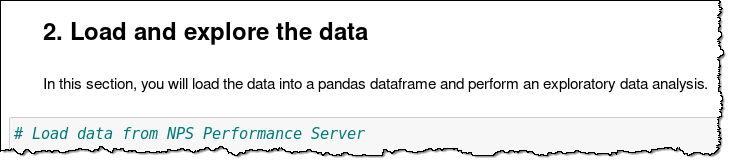 2. Load and explore the data
In this section, you will load the data into a pandas dataframe and perform an exploratory data analysis.
# Load data from NPS Performance Server